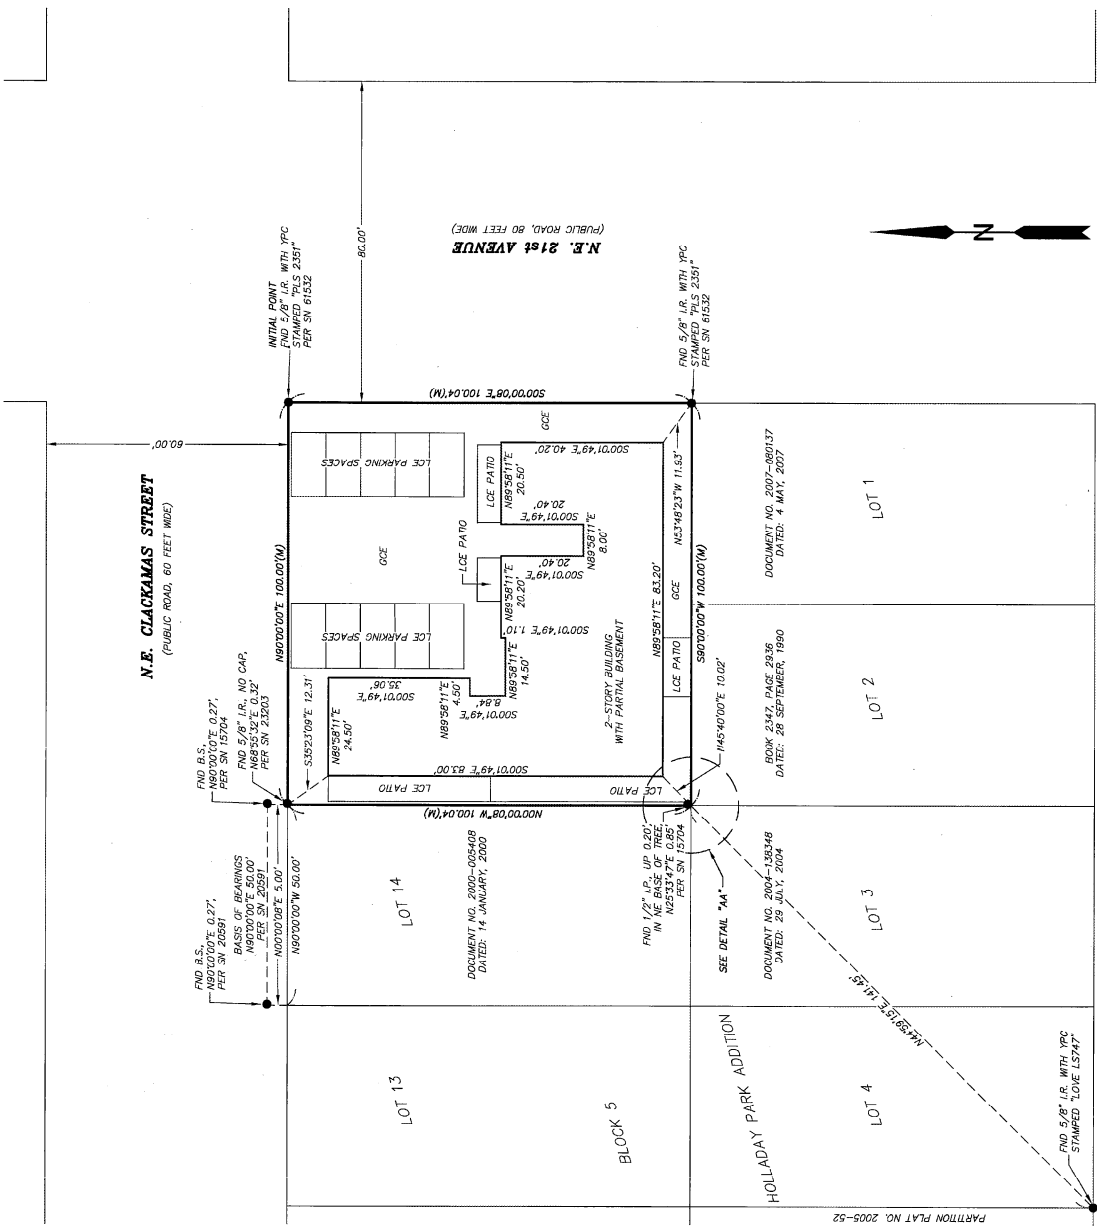 N.E. CLACKAMAS STREET
(PUBLIC ROAD, 60 FEET WIDE)
60.00'
N.E. 21st AVENUE
(PUBLIC ROAD, 80 FEET WIDE)
80.00'
N
INITIAL POINT
FND 5/8" I.R. WITH YPC
STAMPED "PLS 2351"
PER SN 61532
FND 5/8" I.R. WITH YPC
STAMPED "PLS 2351"
PER SN 61532
FND B.S.,
N90°00'00"E 0.27',
PER SN 20591
BASIS OF BEARINGS
N90°00'00"E 50.00'
PER SN 20591
N00°00'08"E 5.00'
N90°00'00"W 50.00'
FND B.S.,
N90°00'00"E 0.27',
PER SN 15704
FND 5/8" I.R., NO CAP,
N68°55'32"E 0.32'
PER SN 23203
N90°00'00"E 100.00'(M)
S00°00'08"E 100.04'(M)
N00°00'08"W 100.04'(M)
S90°00'00"W 100.00'(M)
S35°23'09"E 12.31'
N89°58'11"E
24.50'
S00°01'49"E
35.06'
N89°58'11"E
4.50'
S00°01'49"E
8.84'
N89°58'11"E
14.50'
S00°01'49"E 1.10'
N89°58'11"E
20.20'
S00°01'49"E
20.40'
N89°58'11"E
8.00'
S00°01'49"E
20.40'
N89°58'11"E
20.50'
S00°01'49"E 40.20'
N89°58'11"E 83.20'
S00°01'49"E 83.00'
N53°48'23"W 11.93'
N45°40'00"E 10.02'
LCE PARKING SPACES
LCE PARKING SPACES
GCE
GCE
GCE
LCE PATIO
LCE PATIO
LCE PATIO
LCE PATIO
LCE PATIO
2-STORY BUILDING
WITH PARTIAL BASEMENT
FND 1/2" I.P., UP 0.20',
IN NE BASE OF TREE,
N25°33'47"E 0.85'
PER SN 15704
SEE DETAIL "AA"
LOT 13
LOT 14
DOCUMENT NO. 2000-005408
DATED: 14 JANUARY, 2000
BLOCK 5
HOLLADAY PARK ADDITION
LOT 4
LOT 3
DOCUMENT NO. 2004-138348
DATED: 29 JULY, 2004
LOT 2
BOOK 2347, PAGE 2936
DATED: 28 SEPTEMBER, 1990
LOT 1
DOCUMENT NO. 2007-080137
DATED: 4 MAY, 2007
N44°59'15"E 141.45'
FND 5/8" I.R. WITH YPC
STAMPED "LOVE LS747"
PARTITION PLAT NO. 2005-52